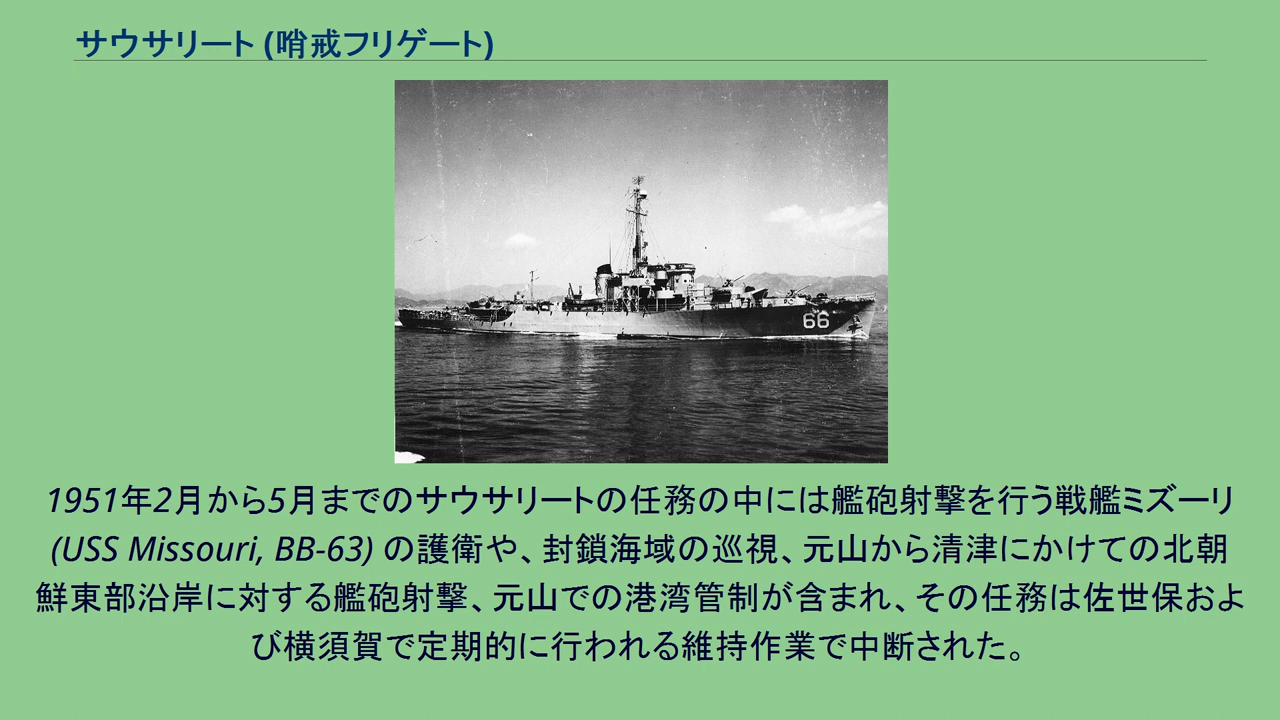 サウサリート (哨戒フリゲート)
66
1951年2月から5月までのサウサリートの任務の中には艦砲射撃を行う戦艦ミズーリ
(USS Missouri, BB-63) の護衛や、封鎖海域の巡視、元山から清津にかけての北朝
鮮東部沿岸に対する艦砲射撃、元山での港湾管制が含まれ、その任務は佐世保およ
び横須賀で定期的に行われる維持作業で中断された。